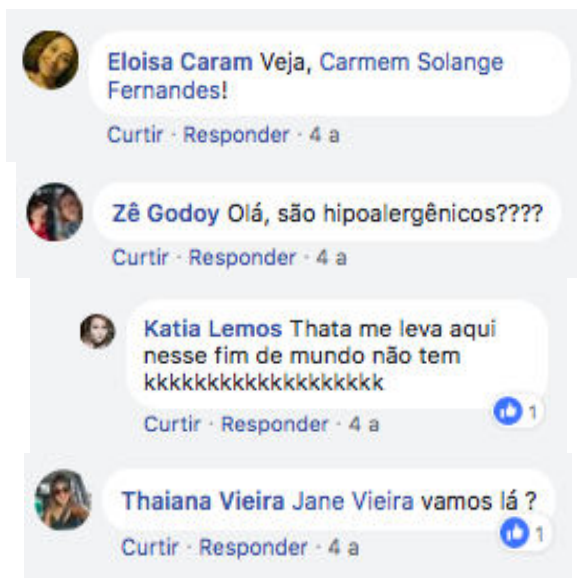 Eloisa Caram Veja, Carmem Solange
Fernandes!
Curtir · Responder · 4 a
Zê Godoy Olá, são hipoalergênicos????
Curtir · Responder · 4 a
Katia Lemos Thata me leva aqui
nesse fim de mundo não tem
kkkkkkkkkkkkkkkkkkk
1
Curtir · Responder · 4 a
Thaiana Vieira Jane Vieira vamos lá ?
1
Curtir · Responder · 4 a